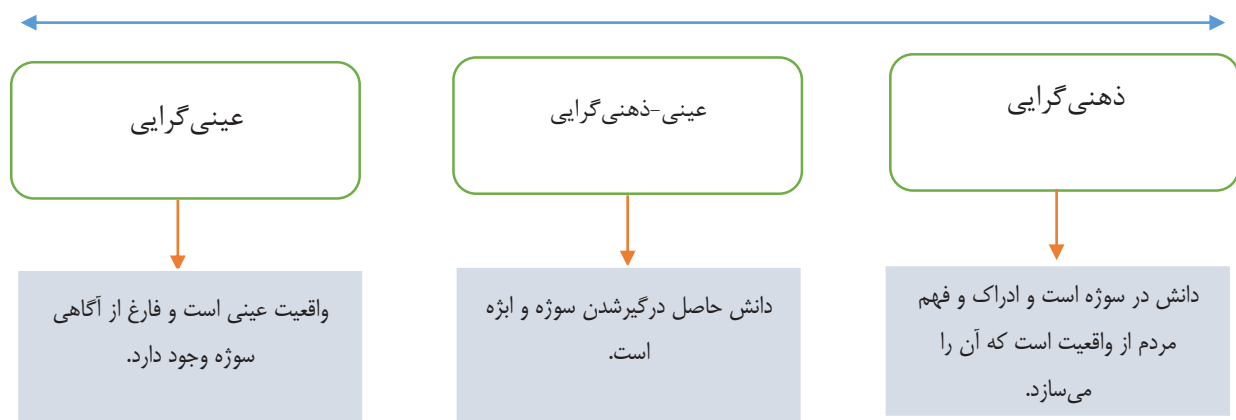 ذهنی‌گرایی
عینی-ذهنی‌گرایی
عینی‌گرایی
دانش در سوژه است و ادراک و فهم
مردم از واقعیت است که آن را
می‌سازد.
دانش حاصل درگیرشدن سوژه و ابژه
است.
واقعیت عینی است و فارغ از آگاهی
سوژه وجود دارد.